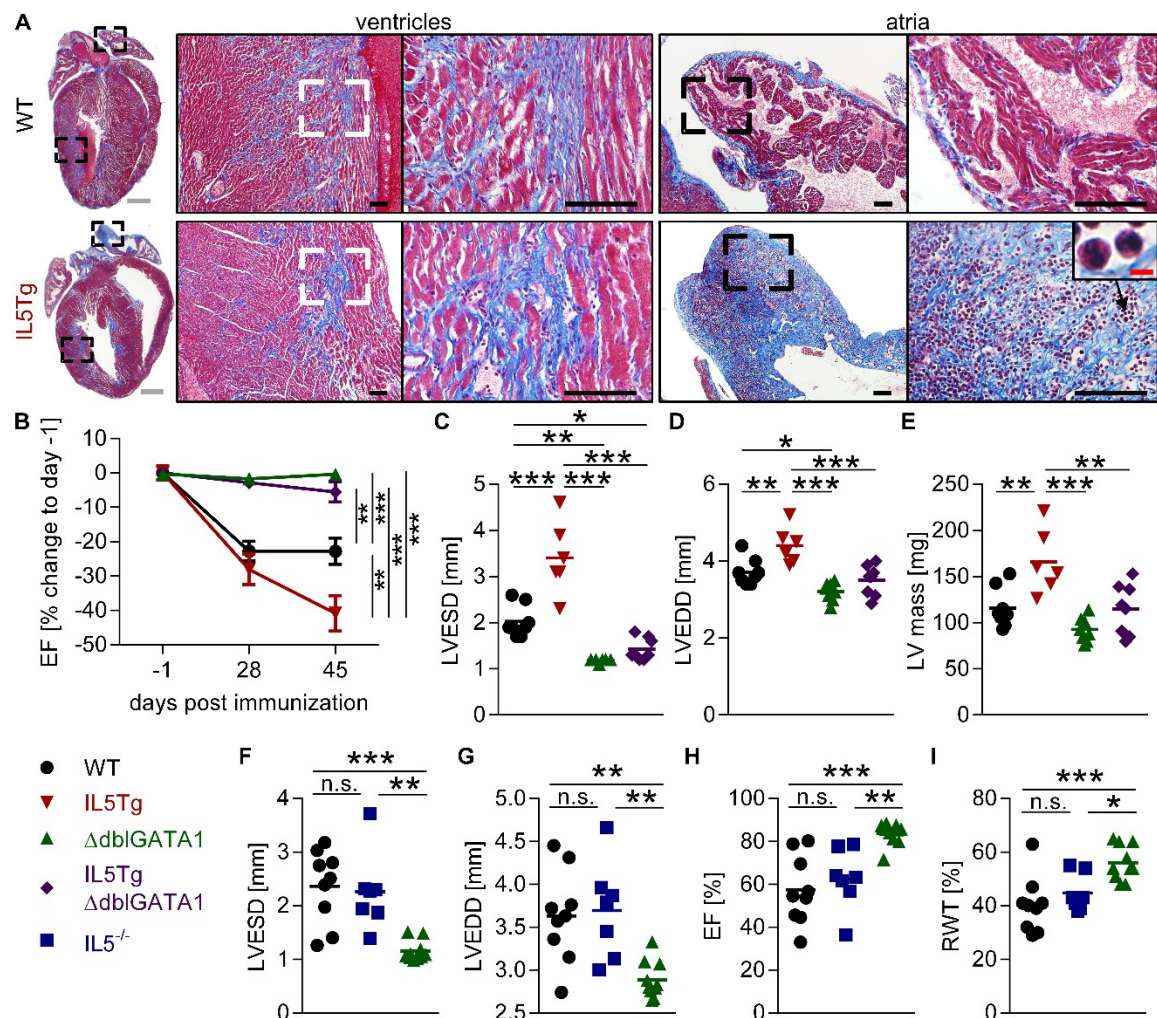 A
ventricles
atria
WT
IL5Tg
B
EF [% change to day -1]
10
0
-10
-20
-30
-40
-50
-1
28
45
days post immunization
**
***
***
**
***
***
C
*
**
***
***
***
LVESD [mm]
5
4
3
2
1
0
D
*
***
**
***
LVEDD [mm]
6
4
2
0
E
**
**
***
LV mass [mg]
250
200
150
100
50
0
WT
IL5Tg
ΔdblGATA1
IL5Tg
ΔdblGATA1
IL5-/-
F
***
n.s.
**
LVESD [mm]
4
3
2
1
0
G
**
n.s.
**
LVEDD [mm]
5.0
4.5
4.0
3.5
3.0
2.5
H
***
n.s.
**
EF [%]
100
80
60
40
20
0
I
***
n.s.
*
RWT [%]
80
60
40
20
0